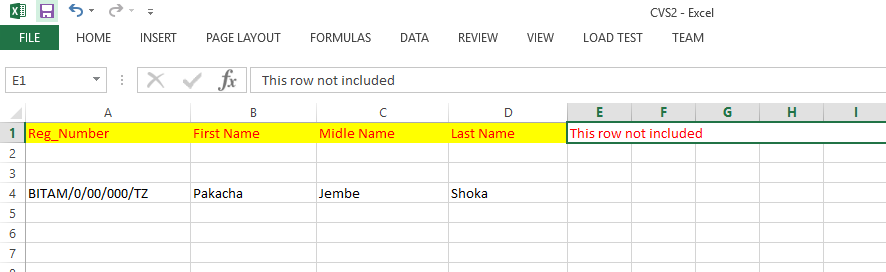 CVS2 - Excel
FILE HOME INSERT PAGE LAYOUT FORMULAS DATA REVIEW VIEW LOAD TEST TEAM
E1 fx This row not included
A B C D E F G H I
1 Reg_Number First Name Midle Name Last Name This row not included
2
3
4 BITAM/0/00/000/TZ Pakacha Jembe Shoka
5
6
7